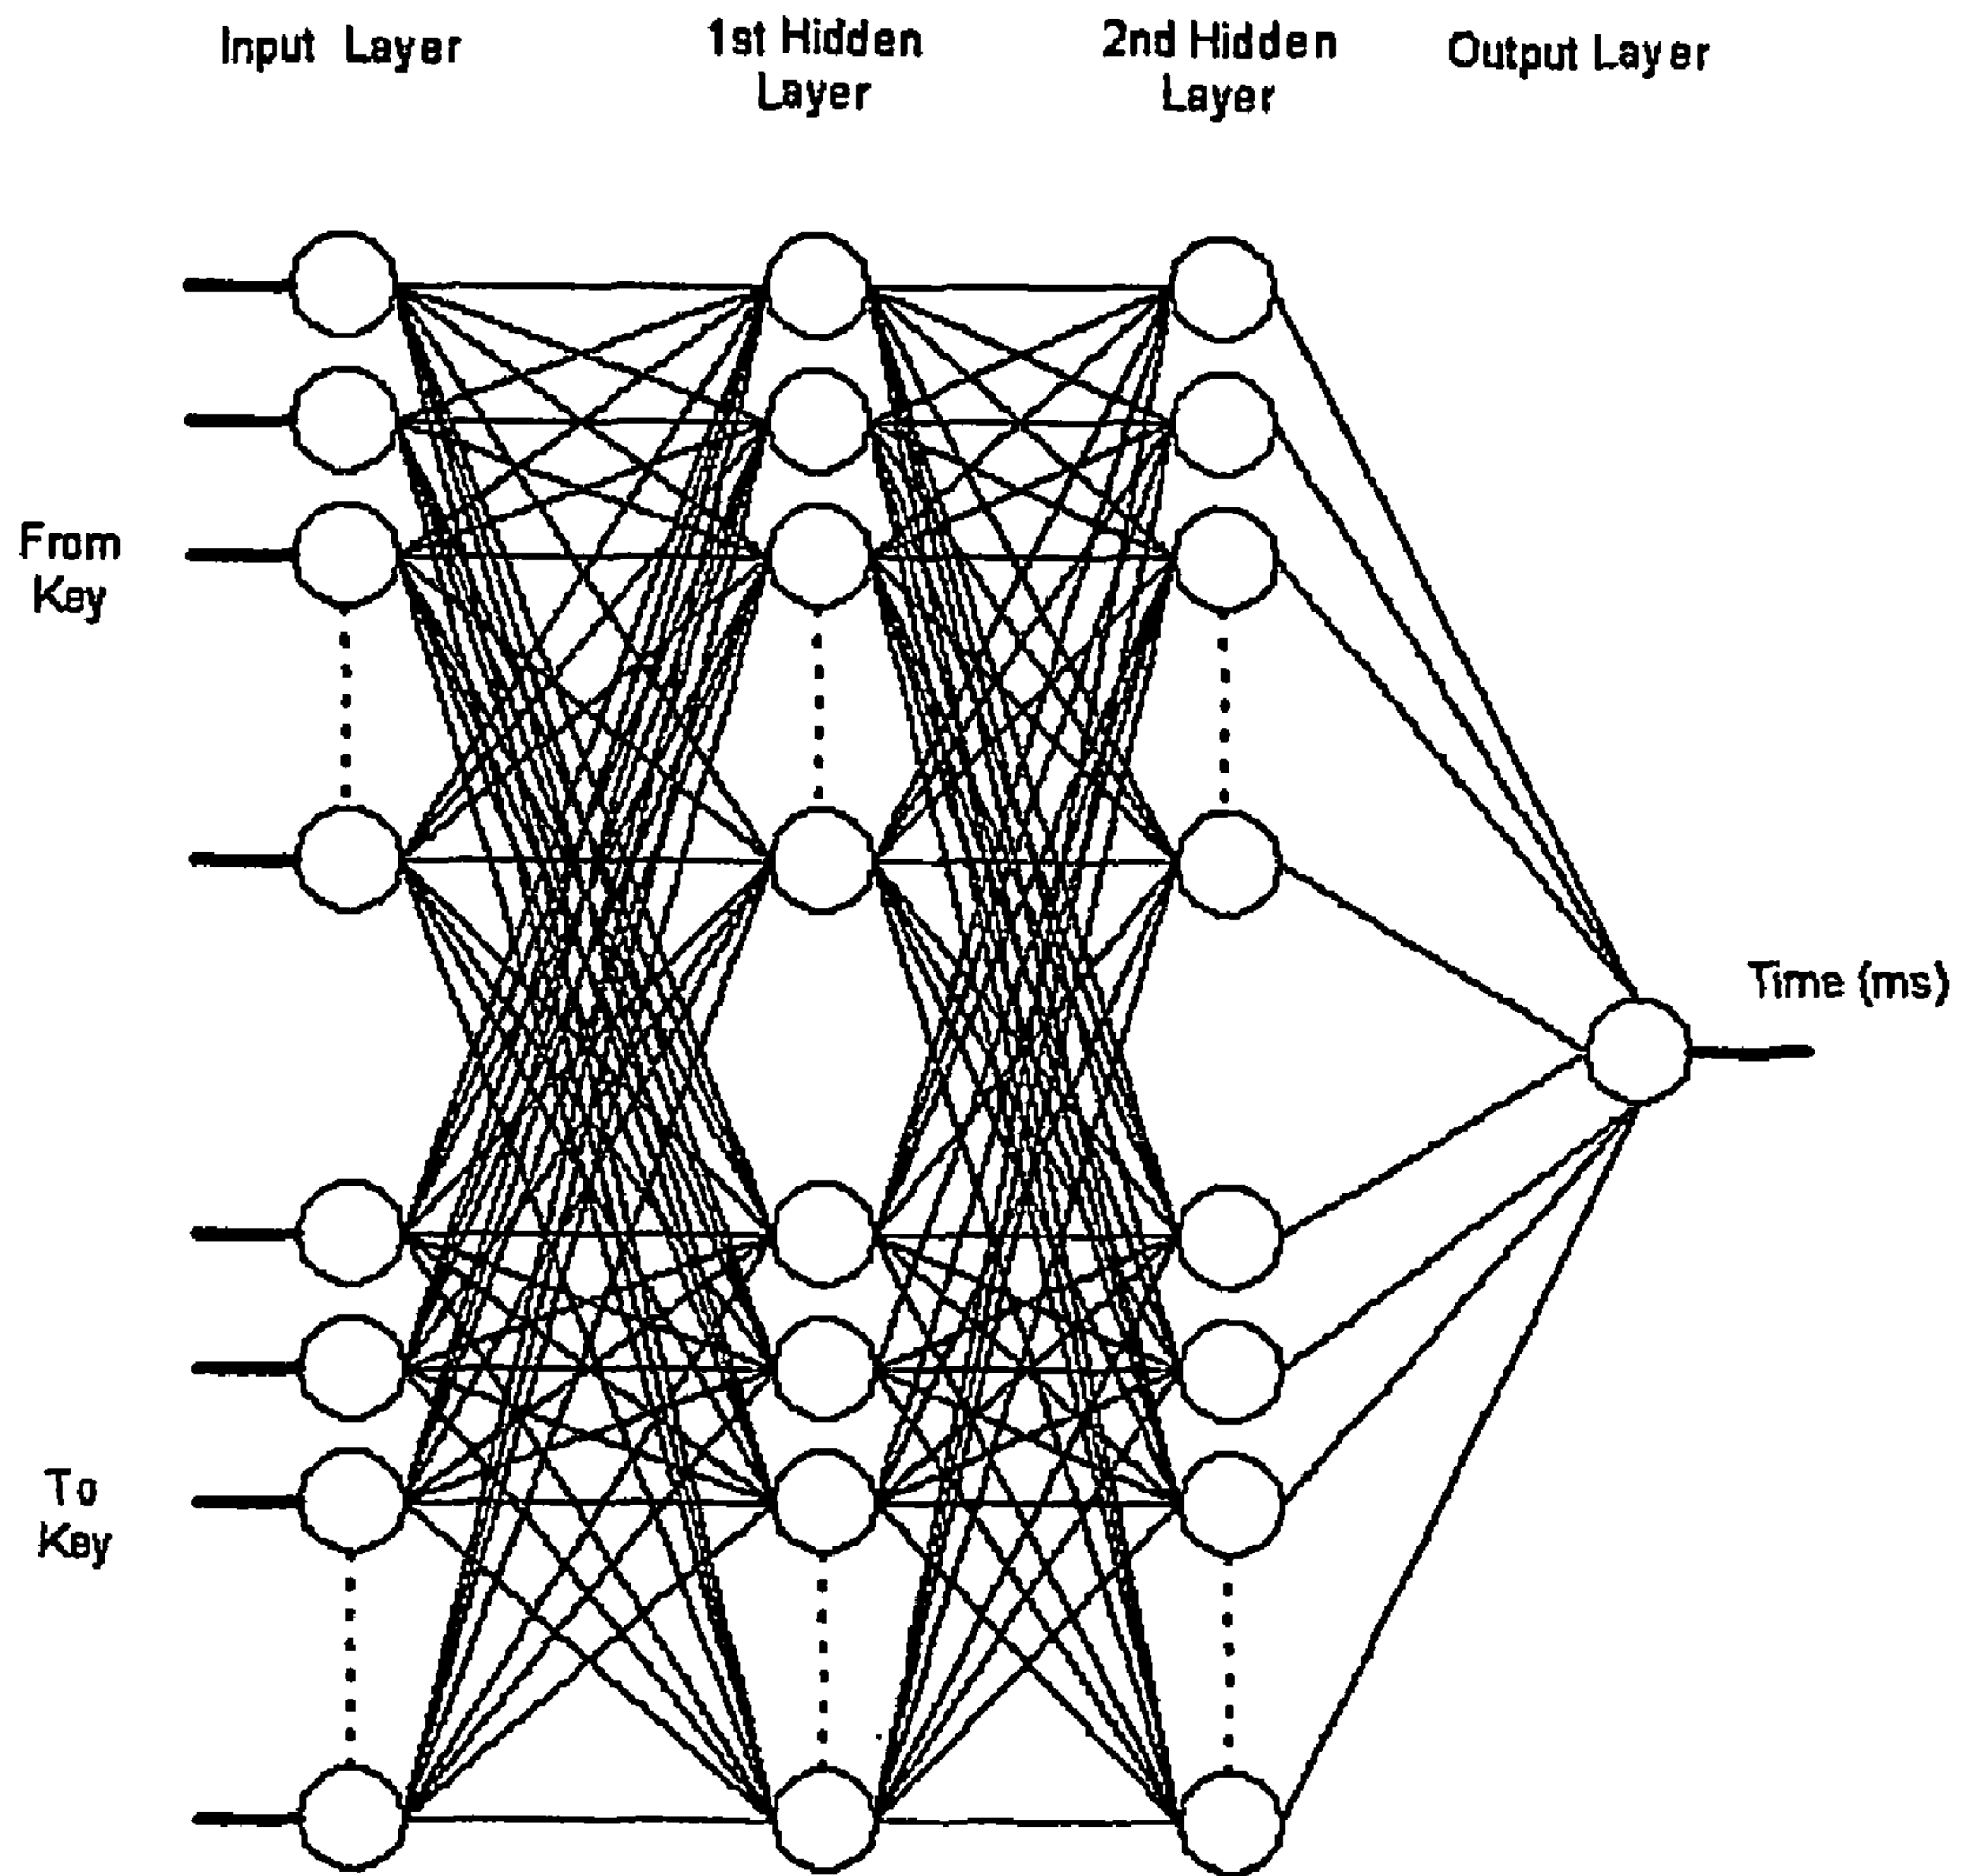 Input Layer
1st Hidden
Layer
2nd Hidden
Layer
Output Layer
From
Key
Time (ms)
To
Key